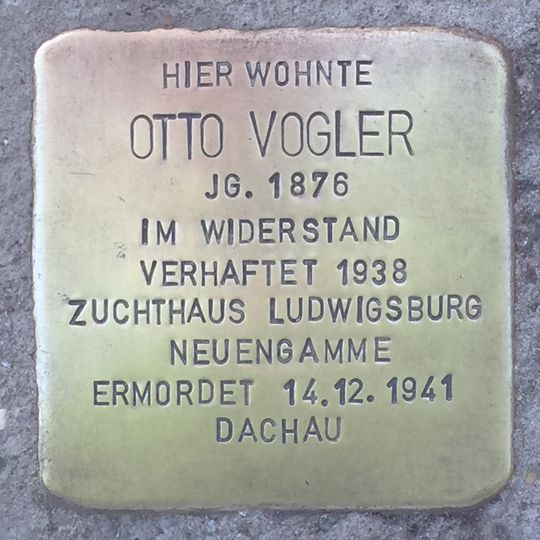 HIER WOHNTE
OTTO VOGLER
JG. 1876
IM WIDERSTAND
VERHAFTET 1938
ZUCHTHAUS LUDWIGSBURG
NEUENGAMME
ERMORDET 14.12.1941
DACHAU